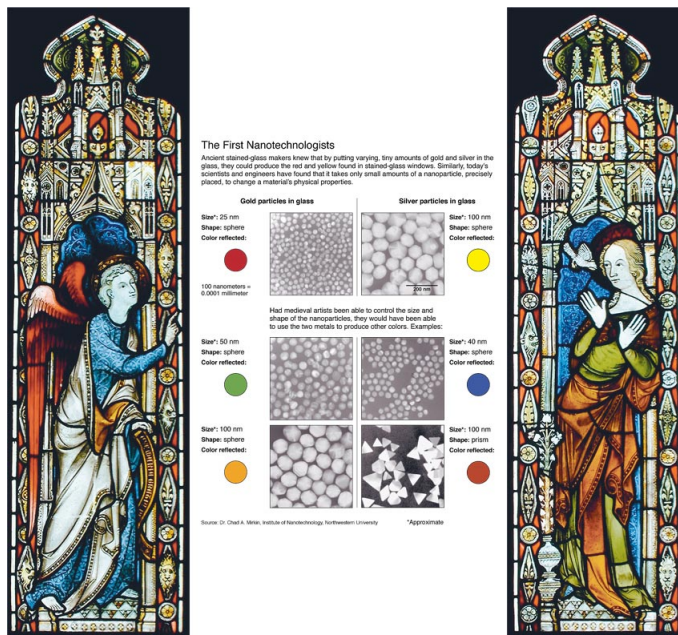 The First Nanotechnologists
Ancient stained-glass makers knew that by putting varying, tiny amounts of gold and silver in the
glass, they could produce the red and yellow found in stained-glass windows. Similarly, today's
scientists and engineers have found that it takes only small amounts of a nanoparticle, precisely
placed, to change a material's physical properties.
Gold particles in glass
Silver particles in glass
Size*: 25 nm
Shape: sphere
Color reflected:
100 nanometers =
0.0001 millimeter
200 nm
Size*: 100 nm
Shape: sphere
Color reflected:
Had medieval artists been able to control the size and
shape of the nanoparticles, they would have been able
to use the two metals to produce other colors. Examples:
Size*: 50 nm
Shape: sphere
Color reflected:
Size*: 40 nm
Shape: sphere
Color reflected:
Size*: 100 nm
Shape: sphere
Color reflected:
Size*: 100 nm
Shape: prism
Color reflected:
Source: Dr. Chad A. Mirkin, Institute of Nanotechnology, Northwestern University
*Approximate